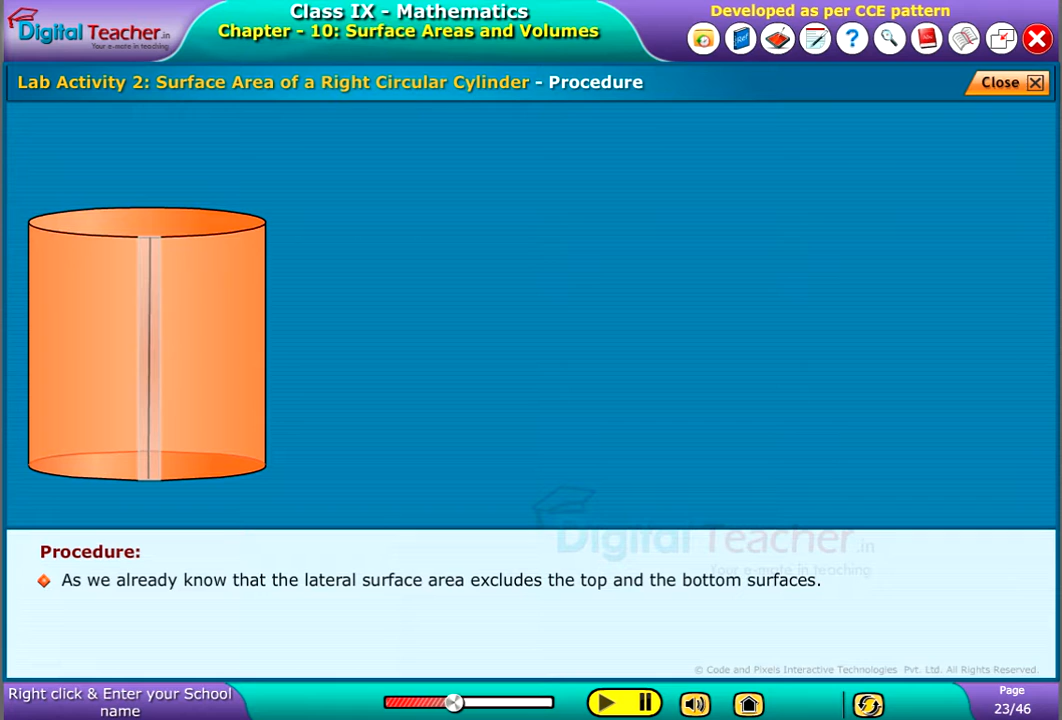 Digital Teacher.in
Your e-mate in teaching
Class IX - Mathematics
Chapter - 10: Surface Areas and Volumes
Developed as per CCE pattern
Lab Activity 2: Surface Area of a Right Circular Cylinder - Procedure
Close
Digital Teacher.in
Your e-mate in teaching
Procedure:
As we already know that the lateral surface area excludes the top and the bottom surfaces.
© Code and Pixels Interactive Technologies Pvt. Ltd. All Rights Reserved.
Right click & Enter your School
name
Page
23/46